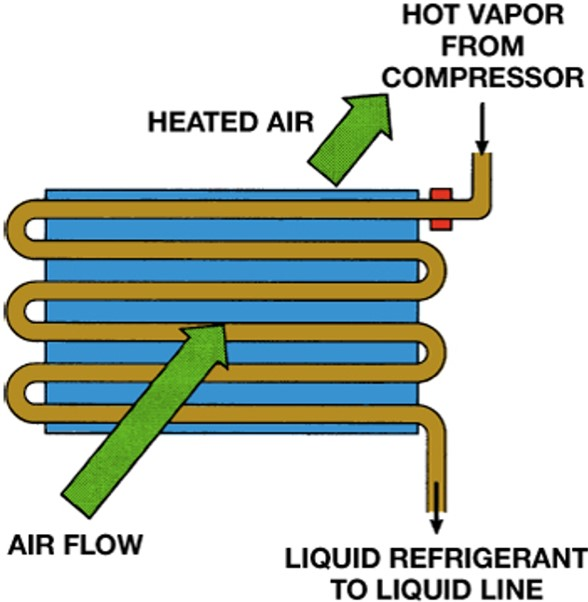 HOT VAPOR
FROM
COMPRESSOR
HEATED AIR
AIR FLOW
LIQUID REFRIGERANT
TO LIQUID LINE